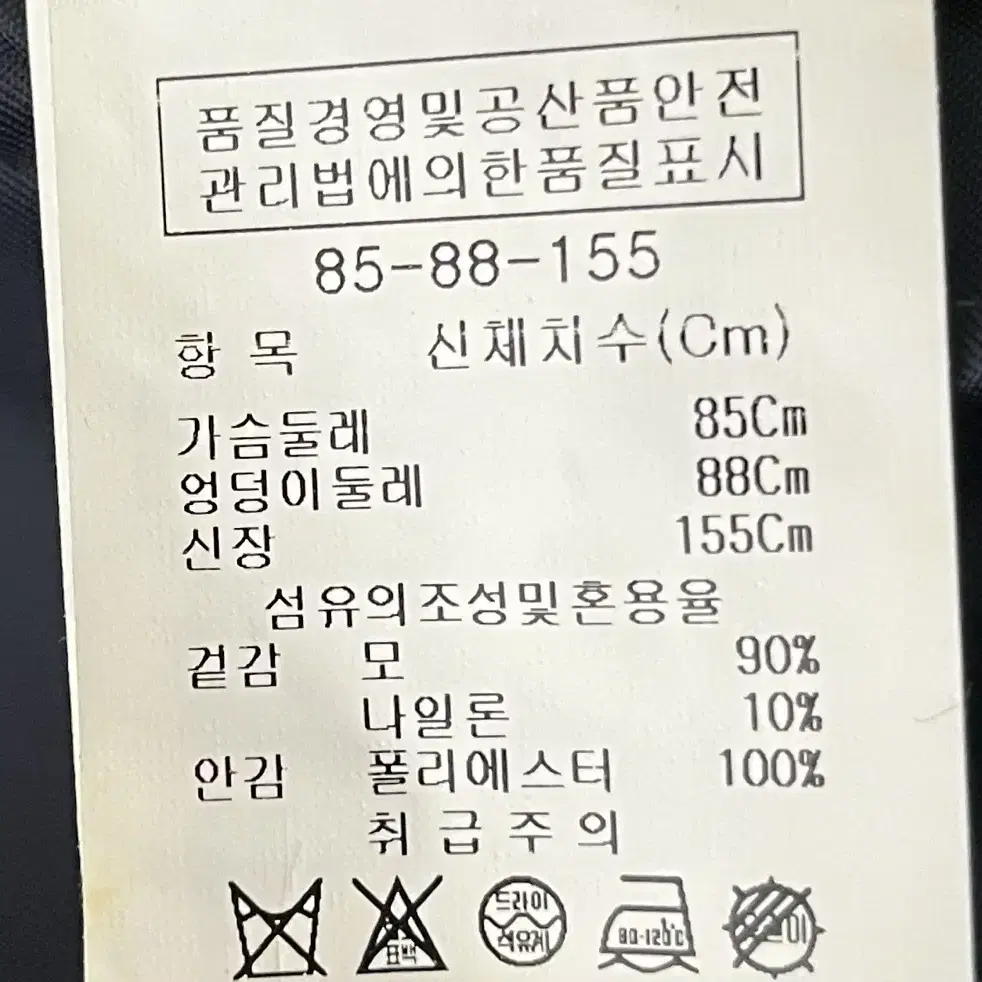 품질경영및공산품안전
관리법에의한품질표시
85-88-155
항 목 신체치수(Cm)
가슴둘레 85Cm
엉덩이둘레 88Cm
신장 155Cm
섬유의조성및혼용율
겉감 모 90%
나일론 10%
안감 폴리에스터 100%
취 급 주 의
표백
드라이
석유계
80-120℃